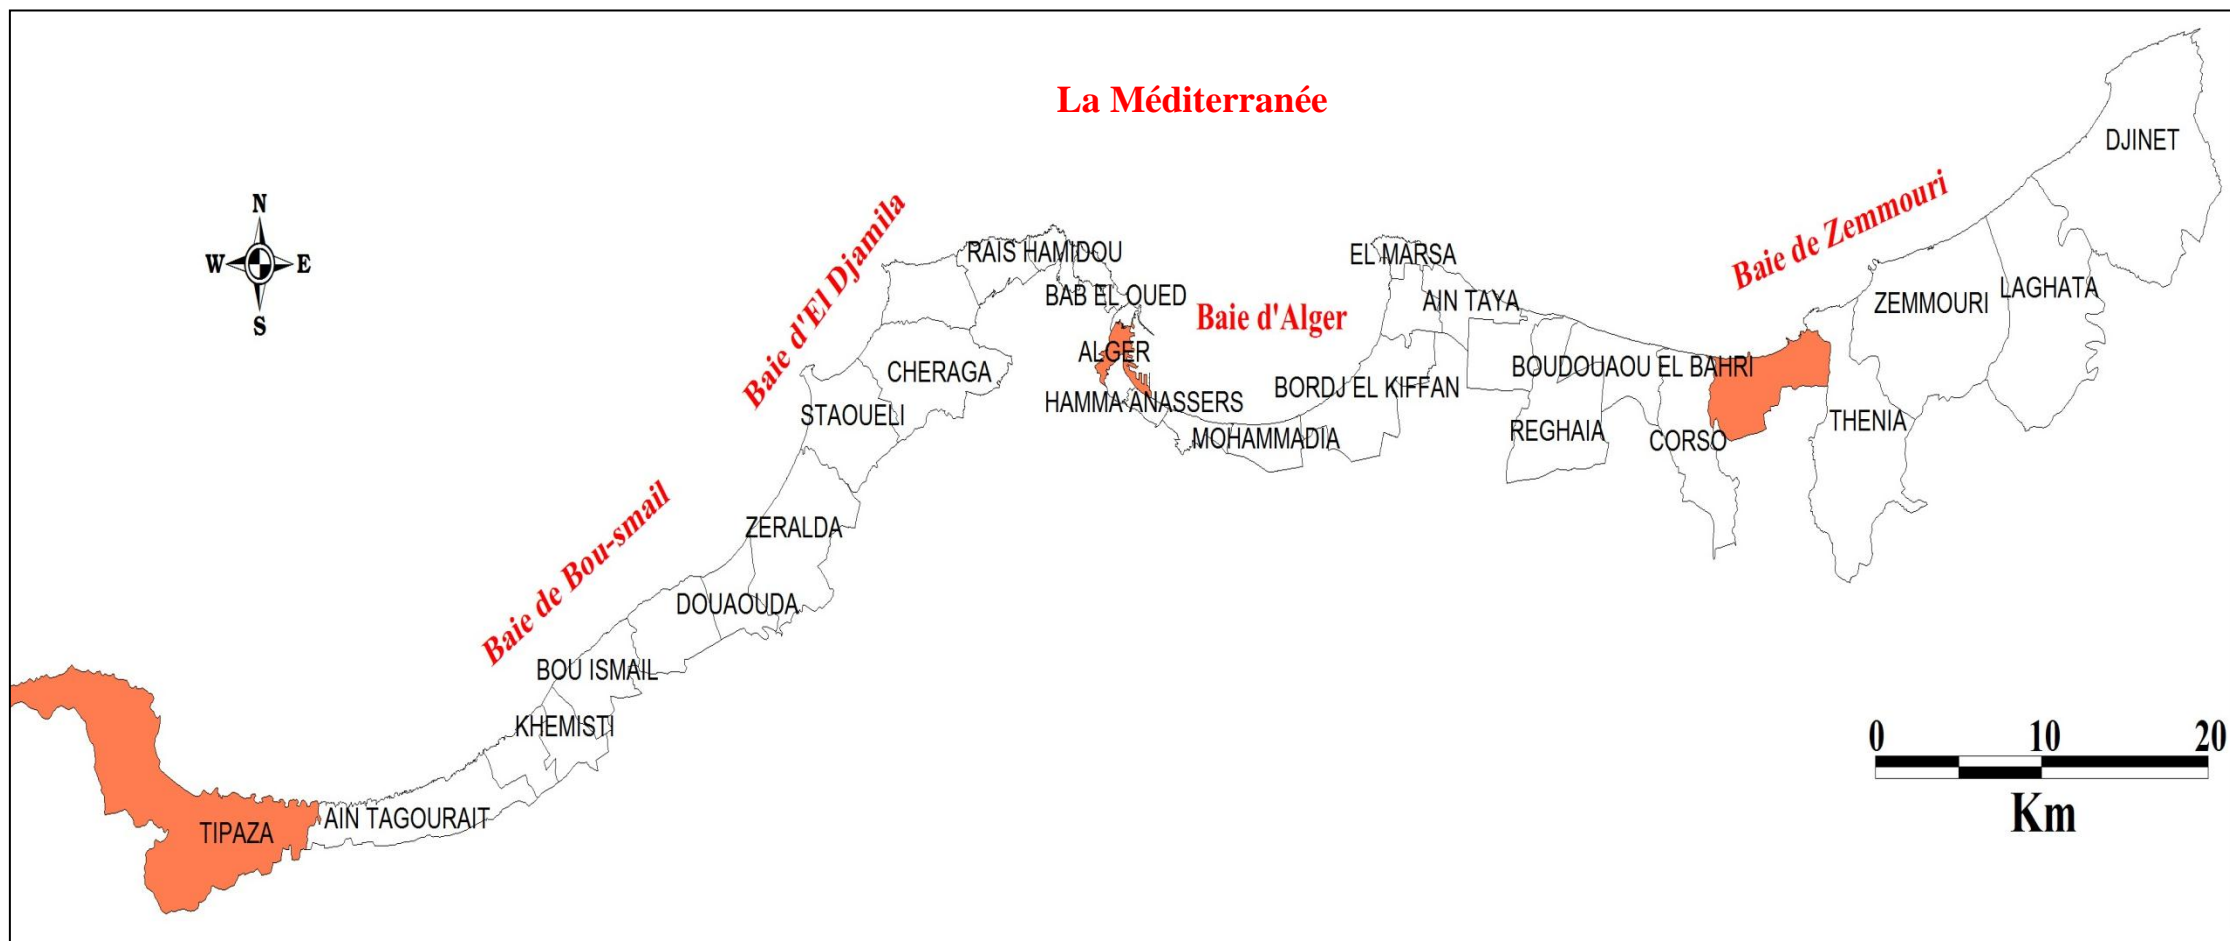 La Méditerranée
DJINET
Baie de Zemmouri
Baie d'El Djamila
N
W E
S
RAIS HAMIDOU
EL MARSA
BAB EL OUED
AIN TAYA
ZEMMOURI
LAGHATA
Baie d'Alger
ALGER
CHERAGA
BOUDOUAOU EL BAHRI
BORDJ EL KIFFAN
HAMMA ANASSERS
STAOUELI
MOHAMMADIA
REGHAIA
CORSO
THENIA
Baie de Bou-smail
ZERALDA
DOUAOUDA
BOU ISMAIL
KHEMISTI
AIN TAGOURAIT
TIPAZA
0 10 20
Km